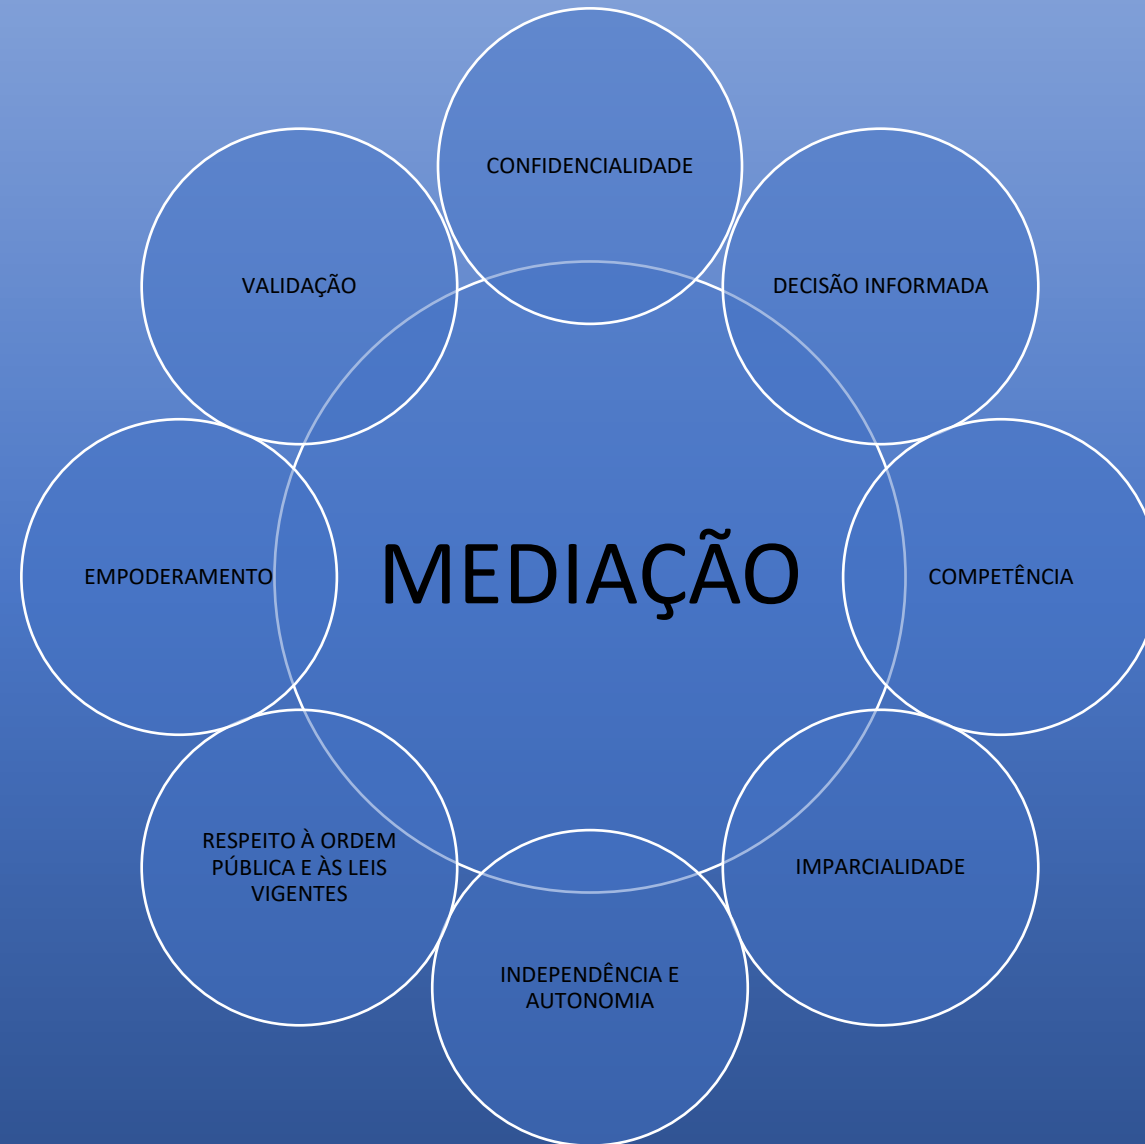 CONFIDENCIALIDADE
DECISÃO INFORMADA
COMPETÊNCIA
IMPARCIALIDADE
INDEPENDÊNCIA E
AUTONOMIA
RESPEITO À ORDEM
PÚBLICA E ÀS LEIS
VIGENTES
EMPODERAMENTO
VALIDAÇÃO
MEDIAÇÃO